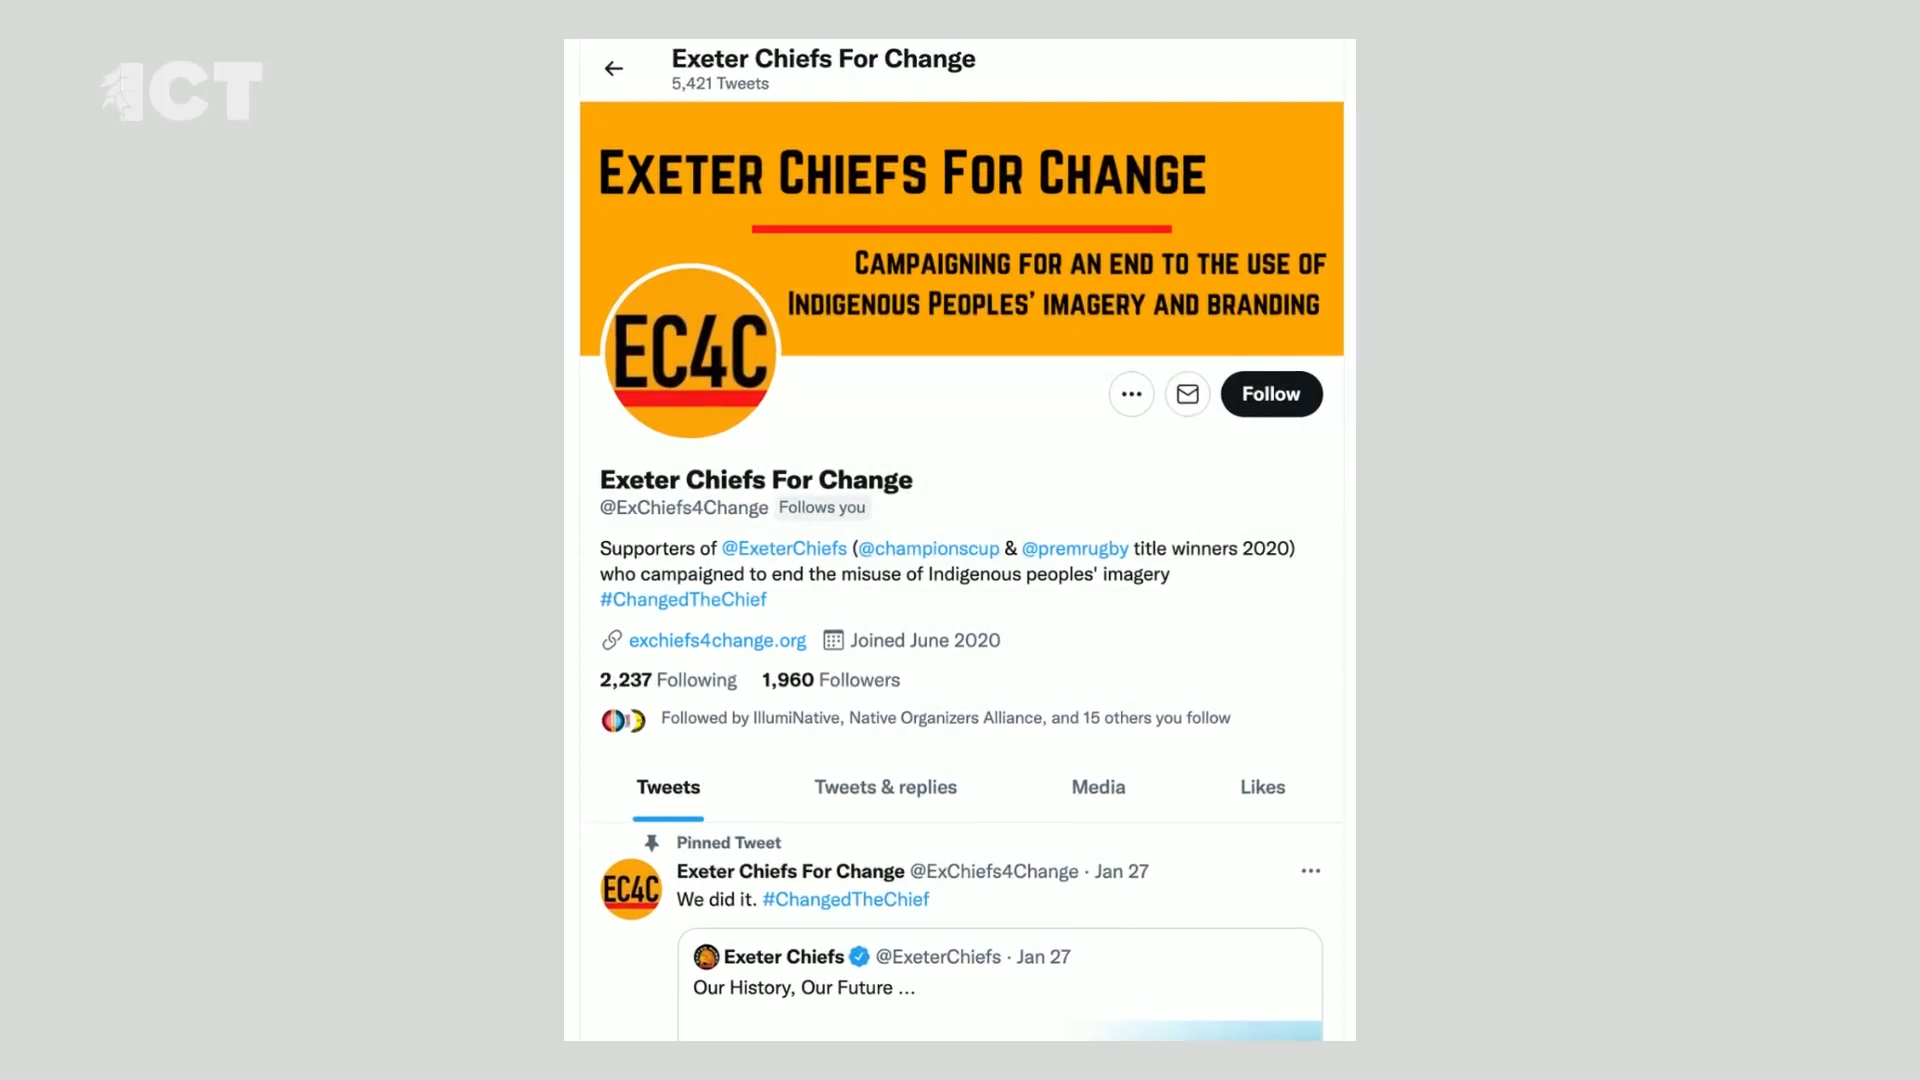 ICT
Exeter Chiefs For Change
5,421 Tweets
EXETER CHIEFS FOR CHANGE
CAMPAIGNING FOR AN END TO THE USE OF
INDIGENOUS PEOPLES' IMAGERY AND BRANDING
EC4C
Follow
Exeter Chiefs For Change
@ExChiefs4Change Follows you
Supporters of @ExeterChiefs (@championscup & @premrugby title winners 2020)
who campaigned to end the misuse of Indigenous peoples' imagery
#ChangedTheChief
exchiefs4change.org Joined June 2020
2,237 Following 1,960 Followers
Followed by IllumiNative, Native Organizers Alliance, and 15 others you follow
Tweets Tweets & replies Media Likes
Pinned Tweet
Exeter Chiefs For Change @ExChiefs4Change · Jan 27
EC4C
We did it. #ChangedTheChief
Exeter Chiefs @ExeterChiefs · Jan 27
Our History, Our Future ...